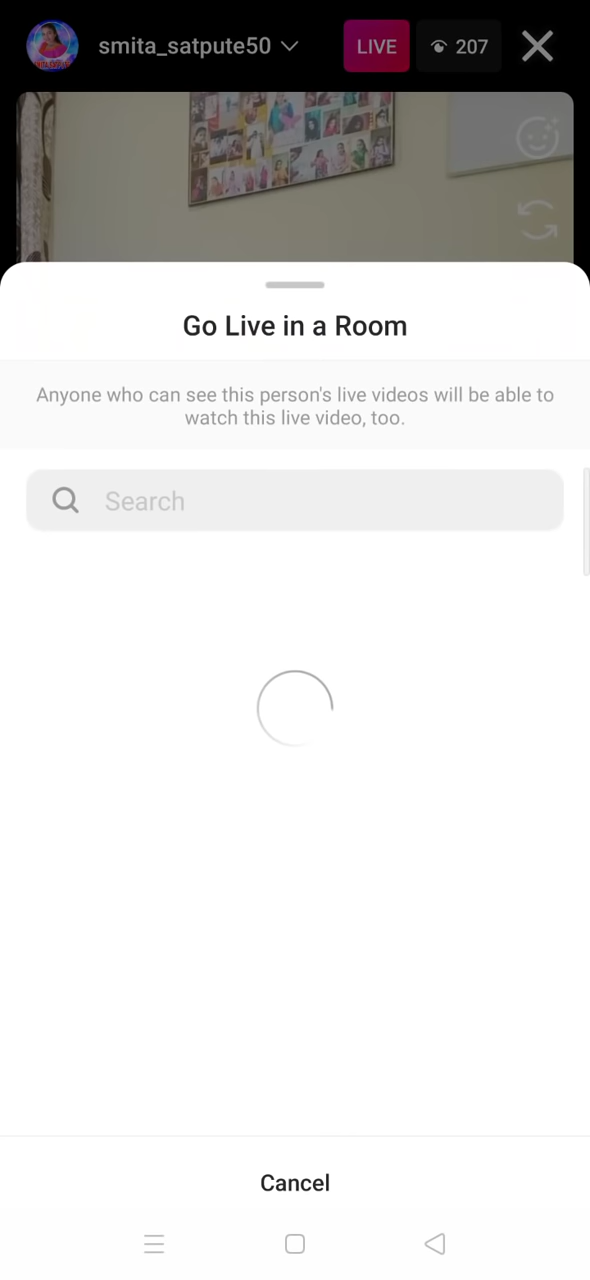 smita_satpute50
LIVE
207
Go Live in a Room
Anyone who can see this person's live videos will be able to
watch this live video, too.
Search
Cancel